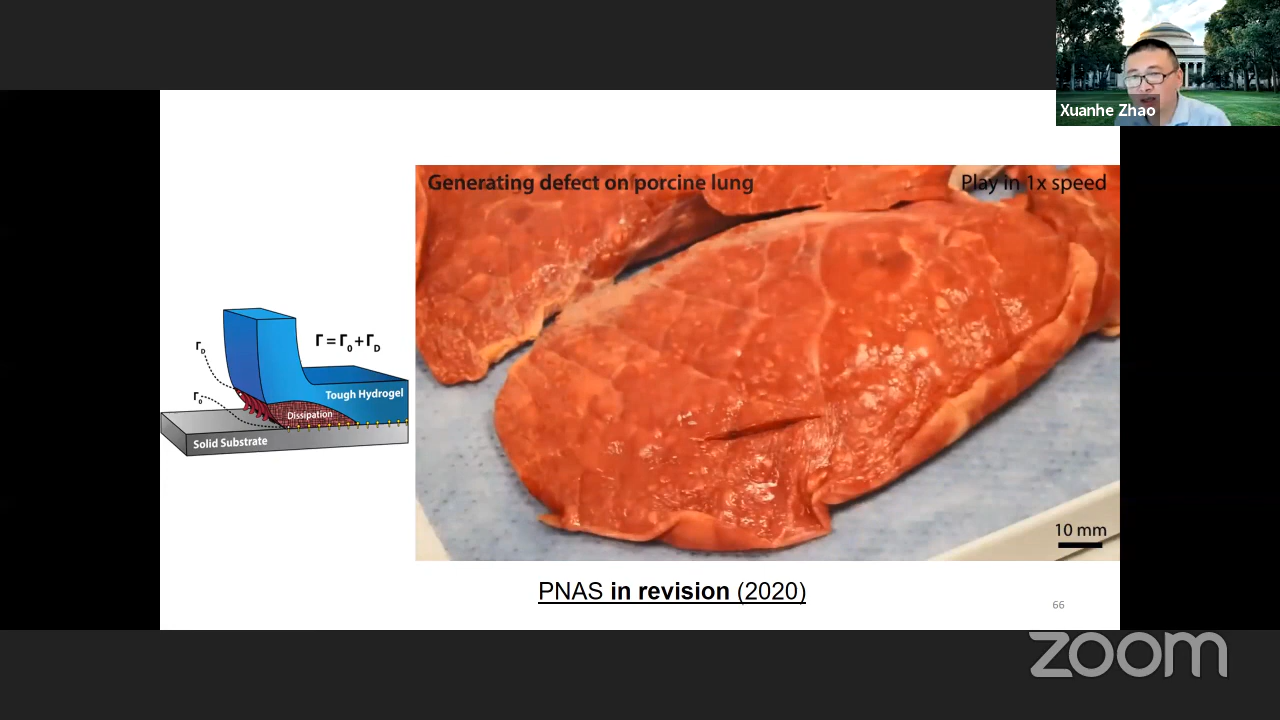 Xuanhe Zhao
Generating defect on porcine lung
Play in 1x speed
Γ = Γ0 + ΓD
ΓD
Γ0
Tough Hydrogel
Dissipation
Solid Substrate
10 mm
PNAS in revision (2020)
66
zoom